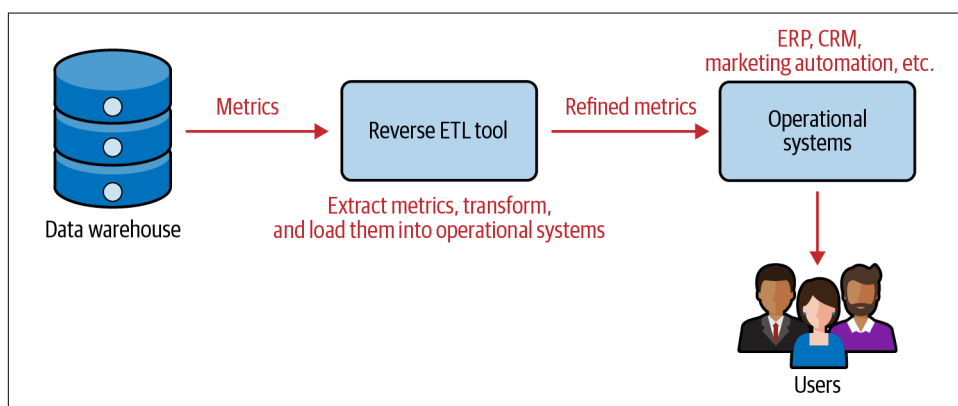 ERP, CRM,
marketing automation, etc.
Metrics
Reverse ETL tool
Refined metrics
Operational
systems
Data warehouse
Extract metrics, transform,
and load them into operational systems
Users